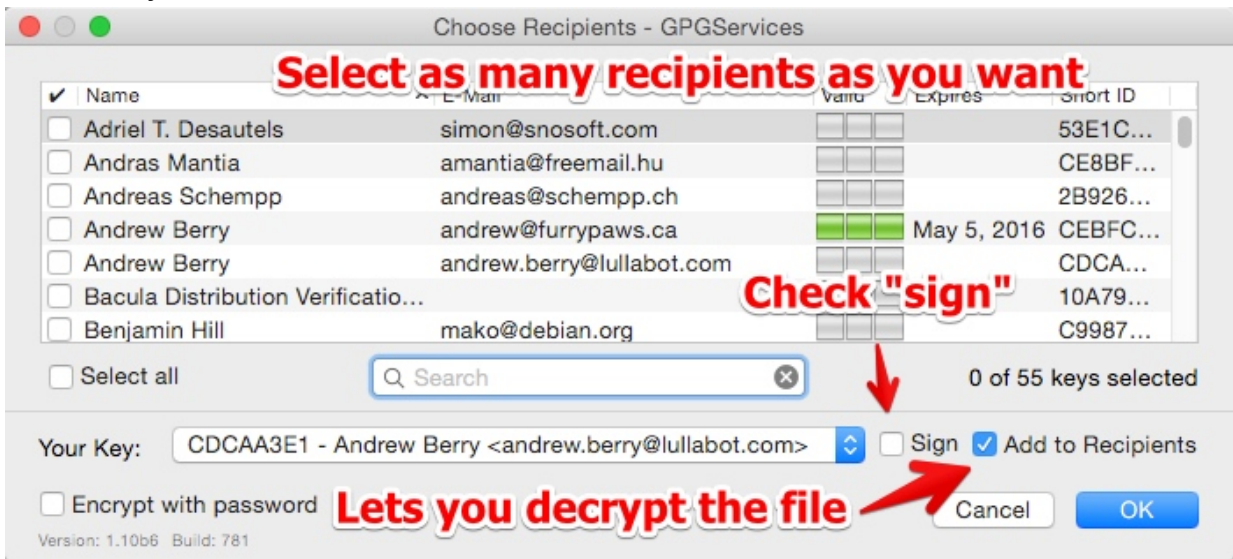 Choose Recipients - GPGServices
Select as many recipients as you want
✔ Name E-Mail Valid Expires Short ID
Adriel T. Desautels simon@snosoft.com 53E1C...
Andras Mantia amantia@freemail.hu CE8BF...
Andreas Schempp andreas@schempp.ch 2B926...
Andrew Berry andrew@furrypaws.ca May 5, 2016 CEBFC...
Andrew Berry andrew.berry@lullabot.com CDCA...
Bacula Distribution Verificatio... 10A79...
Check "sign"
Benjamin Hill mako@debian.org C9987...
Select all Search 0 of 55 keys selected
Your Key: CDCAA3E1 - Andrew Berry <andrew.berry@lullabot.com> Sign Add to Recipients
Encrypt with password Lets you decrypt the file Cancel OK
Version: 1.10b6 Build: 781